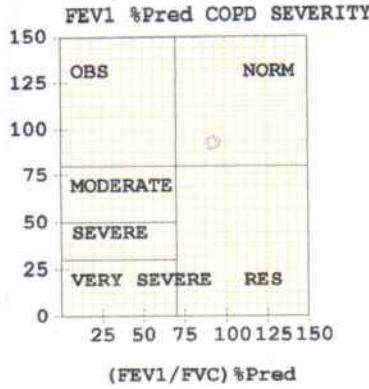 FEV1 %Pred COPD SEVERITY
150
OBS NORM
125
100
75
MODERATE
50
SEVERE
25
VERY SEVERE RES
0
25 50 75 100 125 150
(FEV1/FVC)%Pred